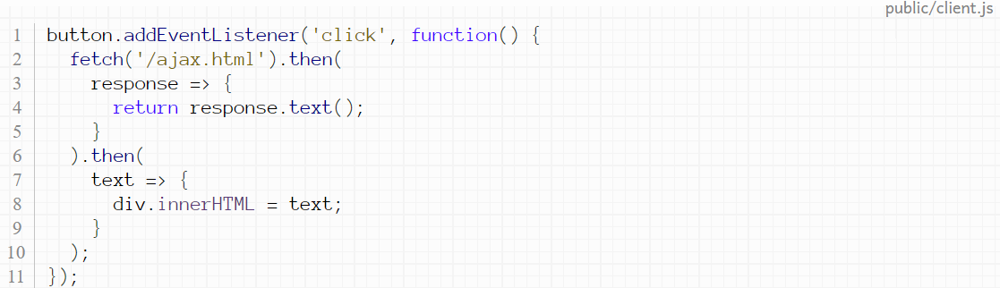 public/client.js
1 button.addEventListener('click', function() {
2   fetch('/ajax.html').then(
3     response => {
4       return response.text();
5     }
6   ).then(
7     text => {
8       div.innerHTML = text;
9     }
10   );
11 });